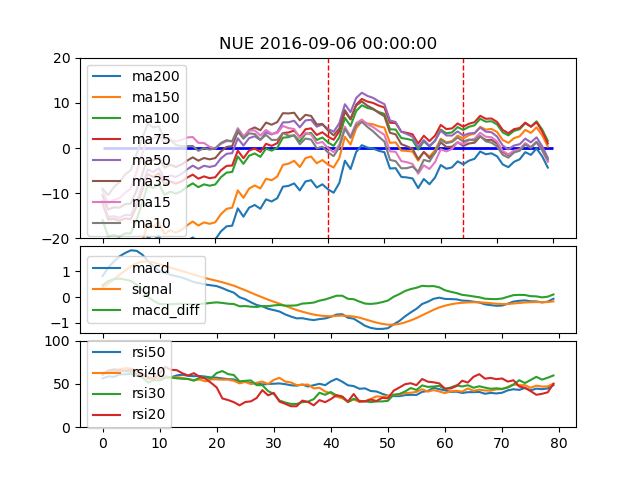 NUE 2016-09-06 00:00:00
20
10
0
−10
−20
ma200
ma150
ma100
ma75
ma50
ma35
ma15
ma10
1
0
−1
macd
signal
macd_diff
100
50
0
rsi50
rsi40
rsi30
rsi20
0 10 20 30 40 50 60 70 80